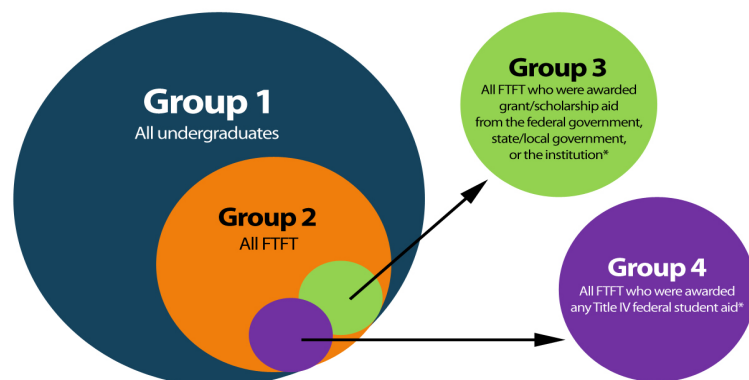 Group 1
All undergraduates
Group 2
All FTFT
Group 3
All FTFT who were awarded
grant/scholarship aid
from the federal government,
state/local government,
or the institution*
Group 4
All FTFT who were awarded
any Title IV federal student aid*